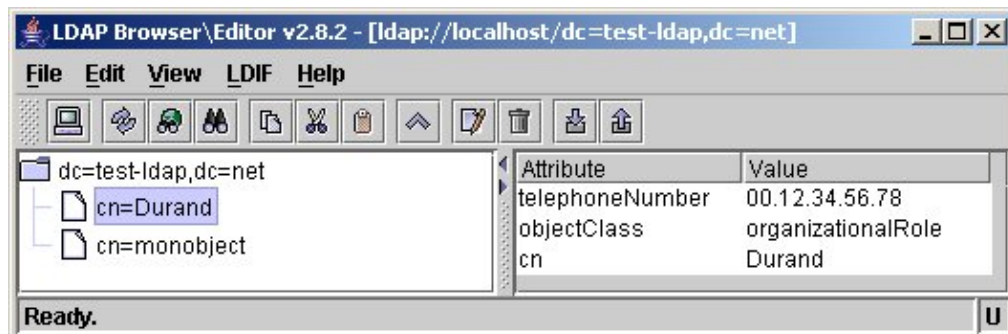 LDAP Browser\Editor v2.8.2 - [ldap://localhost/dc=test-ldap,dc=net]
File Edit View LDIF Help
dc=test-ldap,dc=net
cn=Durand
cn=monobject
Attribute Value
telephoneNumber 00.12.34.56.78
objectClass organizationalRole
cn Durand
Ready. U